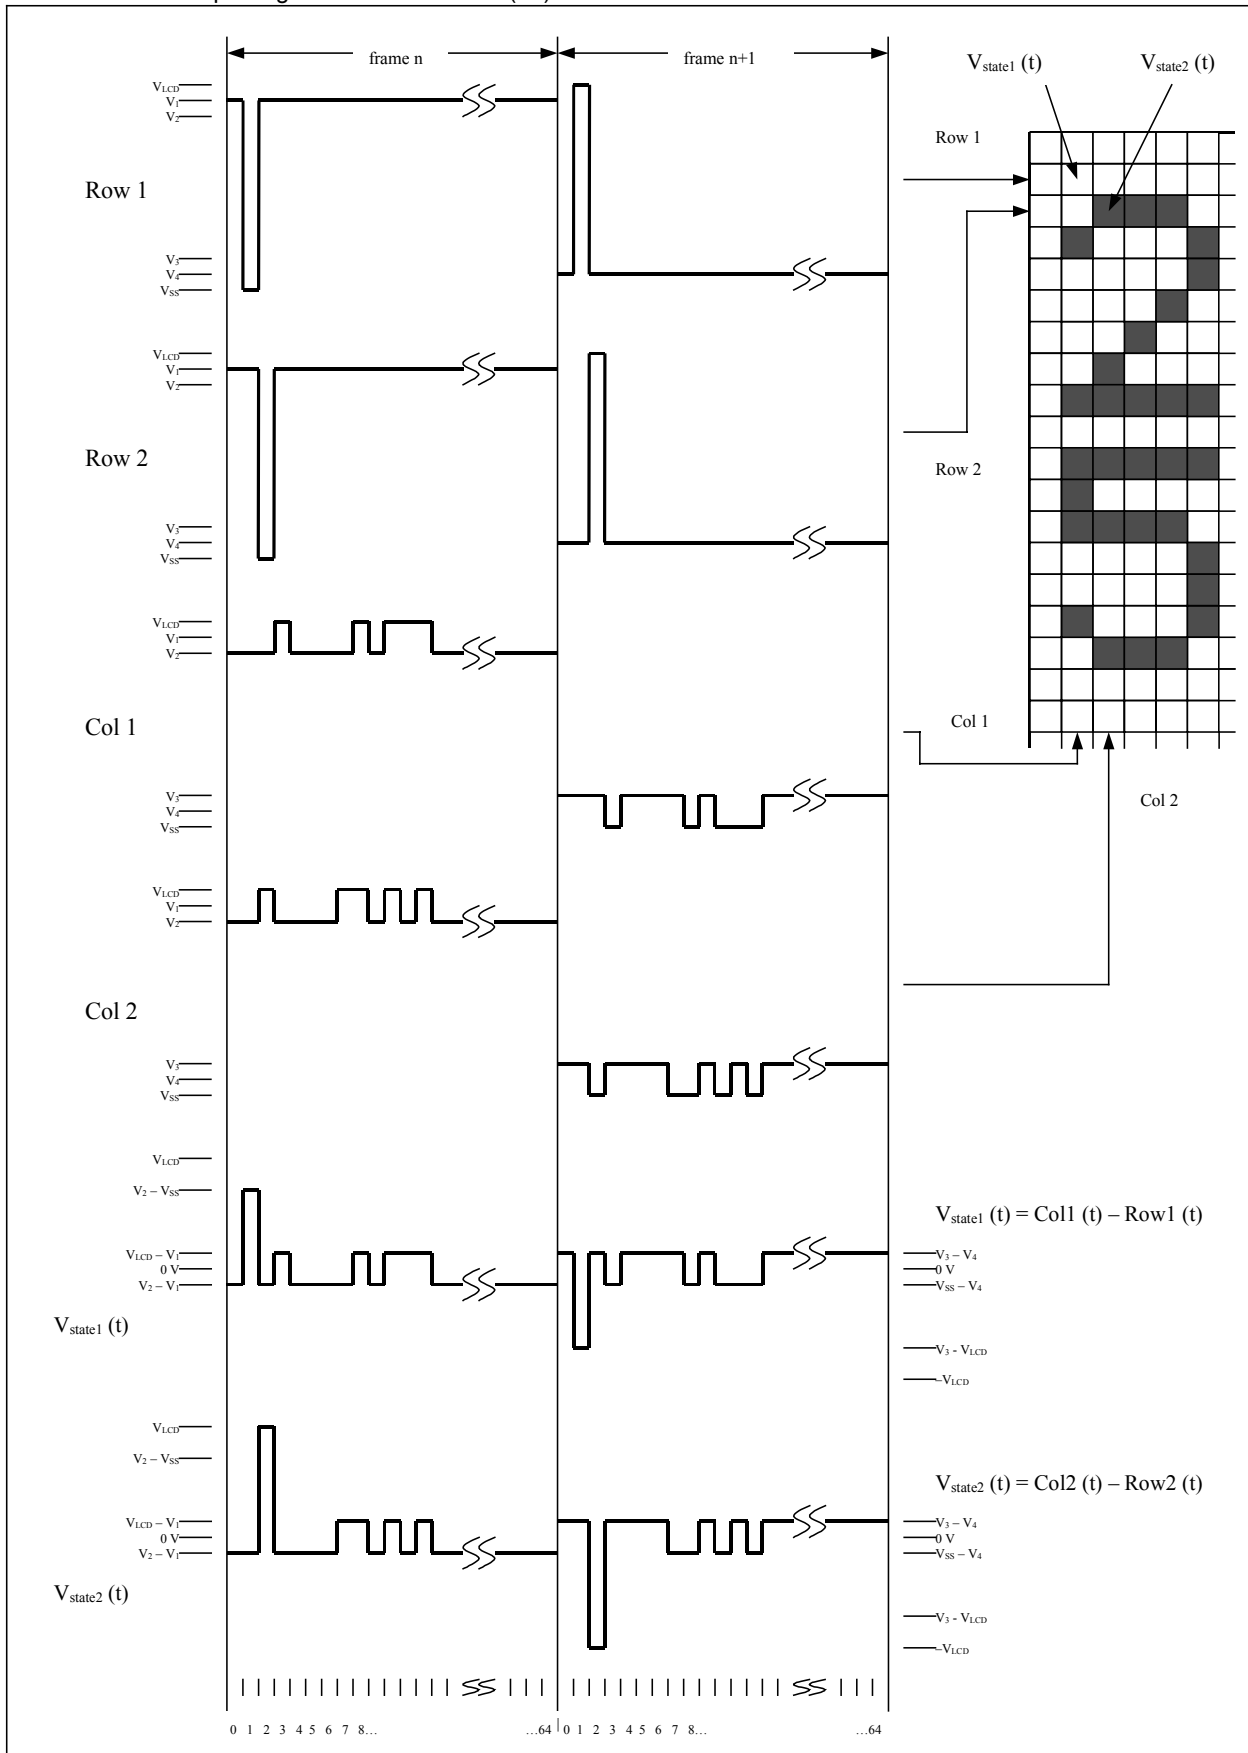 frame n
frame n+1
Vstate1 (t)
Vstate2 (t)
VLCD
V1
V2
Row 1
Row 1
V3
V4
VSS
VLCD
V1
V2
Row 2
Row 2
V3
V4
VSS
VLCD
V1
V2
Col 1
Col 1
V3
V4
VSS
Col 2
VLCD
V1
V2
Col 2
V3
V4
VSS
VLCD
V2 – VSS
Vstate1 (t) = Col1 (t) – Row1 (t)
VLCD – V1
0 V
V2 – V1
V3 – V4
0 V
VSS – V4
Vstate1 (t)
V3 - VLCD
–VLCD
VLCD
V2 – VSS
Vstate2 (t) = Col2 (t) – Row2 (t)
VLCD – V1
0 V
V2 – V1
V3 – V4
0 V
VSS – V4
Vstate2 (t)
V3 - VLCD
–VLCD
0 1 2 3 4 5 6 7 8... ...64 0 1 2 3 4 5 6 7 8... ...64